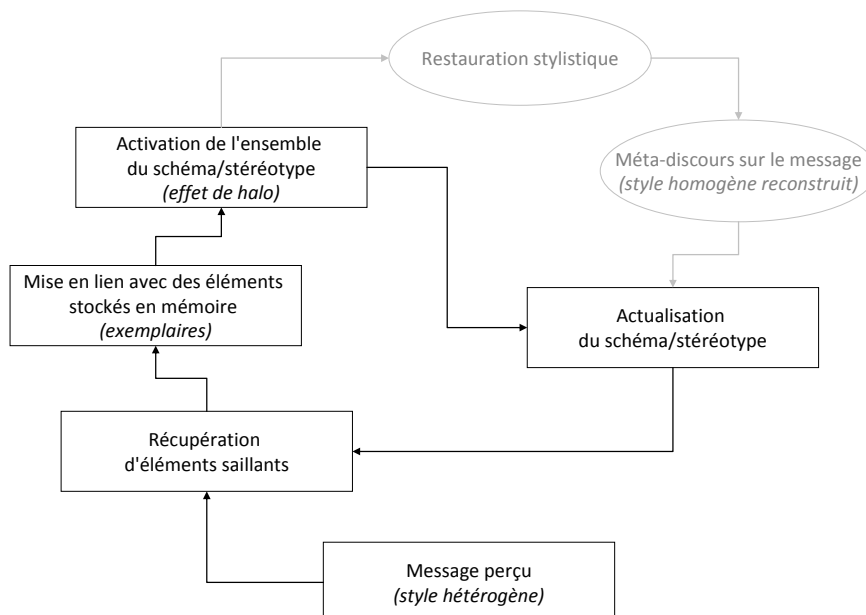 Restauration stylistique
Activation de l'ensemble
du schéma/stéréotype
(effet de halo)
Méta-discours sur le message
(style homogène reconstruit)
Mise en lien avec des éléments
stockés en mémoire
(exemplaires)
Actualisation
du schéma/stéréotype
Récupération
d'éléments saillants
Message perçu
(style hétérogène)